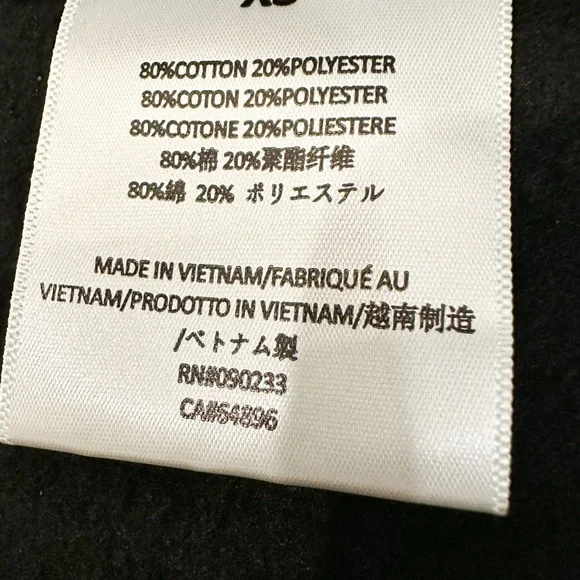 XS
80%COTTON 20%POLYESTER
80%COTON 20%POLYESTER
80%COTONE 20%POLIESTERE
80%棉 20%聚酯纤维
80%綿 20% ポリエステル
MADE IN VIETNAM/FABRIQUÉ AU
VIETNAM/PRODOTTO IN VIETNAM/越南制造
/ベトナム製
RN#090233
CA#64896